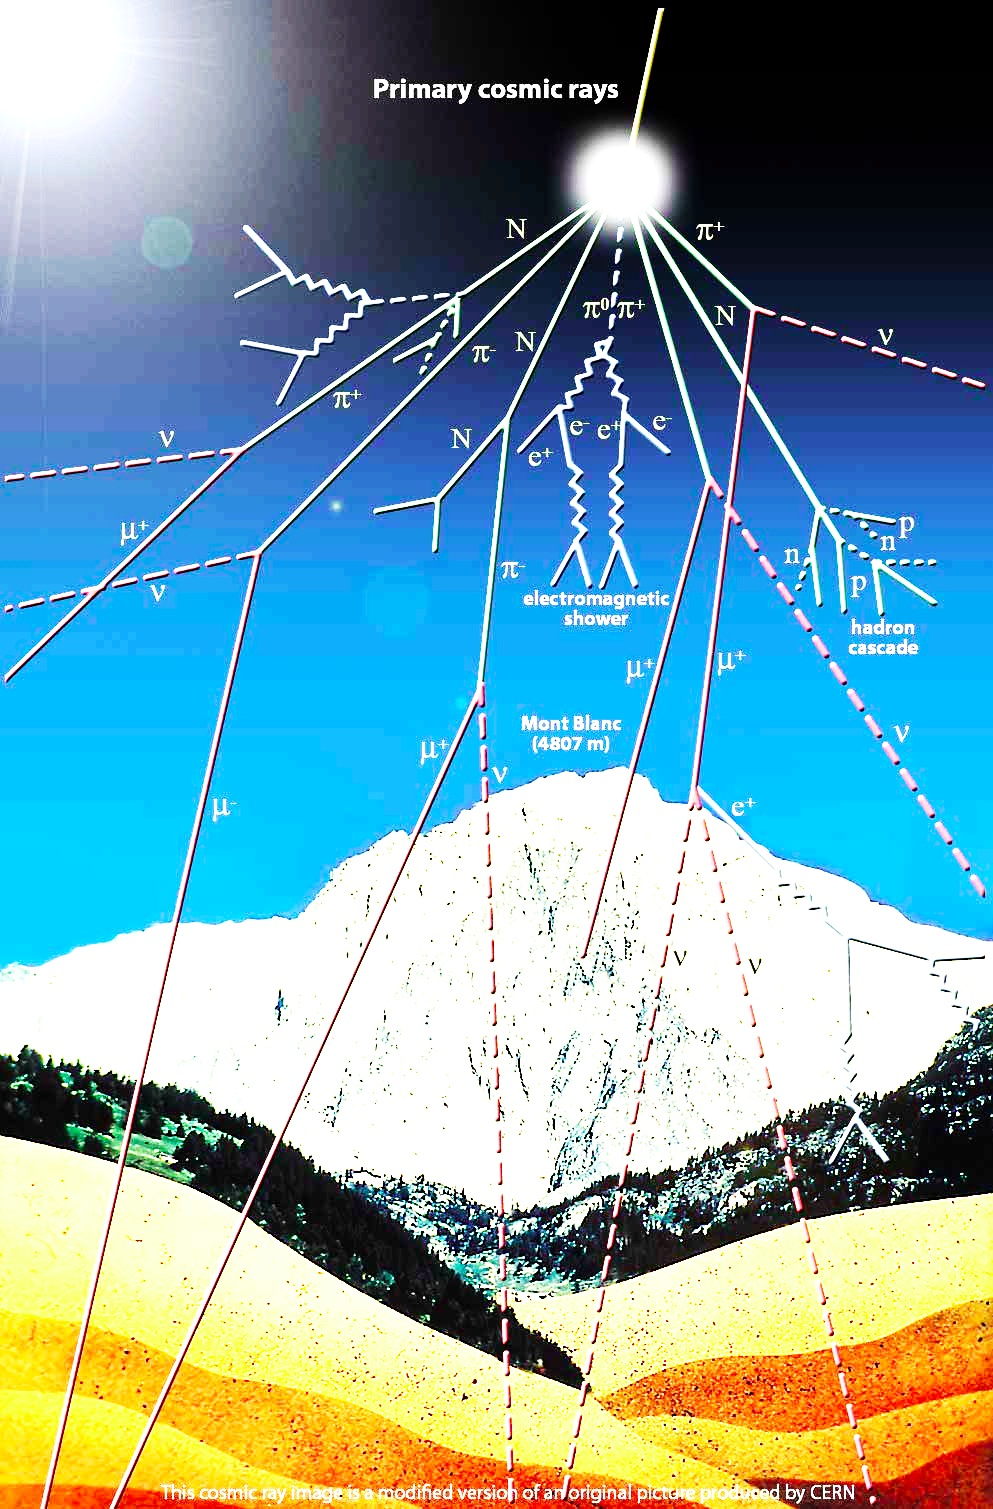 Primary cosmic rays
N
π⁺
π⁰
π⁺
N
ν
π⁻
N
π⁺
ν
N
e⁻
e⁺
e⁻
e⁺
μ⁺
p
n
n
π⁻
p
ν
electromagnetic
shower
hadron
cascade
μ⁺
μ⁺
Mont Blanc
(4807 m)
ν
μ⁺
ν
μ⁻
e⁺
ν
ν
This cosmic ray image is a modified version of an original picture produced by CERN